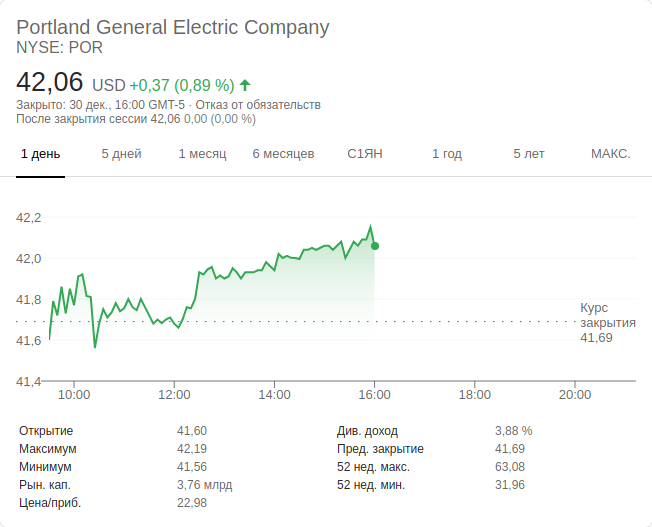 Portland General Electric Company
NYSE: POR
42,06 USD +0,37 (0,89 %)
Закрыто: 30 дек., 16:00 GMT-5 · Отказ от обязательств
После закрытия сессии 42,06 0,00 (0,00 %)
1 день 5 дней 1 месяц 6 месяцев С1ЯН 1 год 5 лет МАКС.
42,2
42,0
41,8
41,6
41,4
Курс
закрытия
41,69
10:00 12:00 14:00 16:00 18:00 20:00
Открытие 41,60 Див. доход 3,88 %
Максимум 42,19 Пред. закрытие 41,69
Минимум 41,56 52 нед. макс. 63,08
Рын. кап. 3,76 млрд 52 нед. мин. 31,96
Цена/приб. 22,98